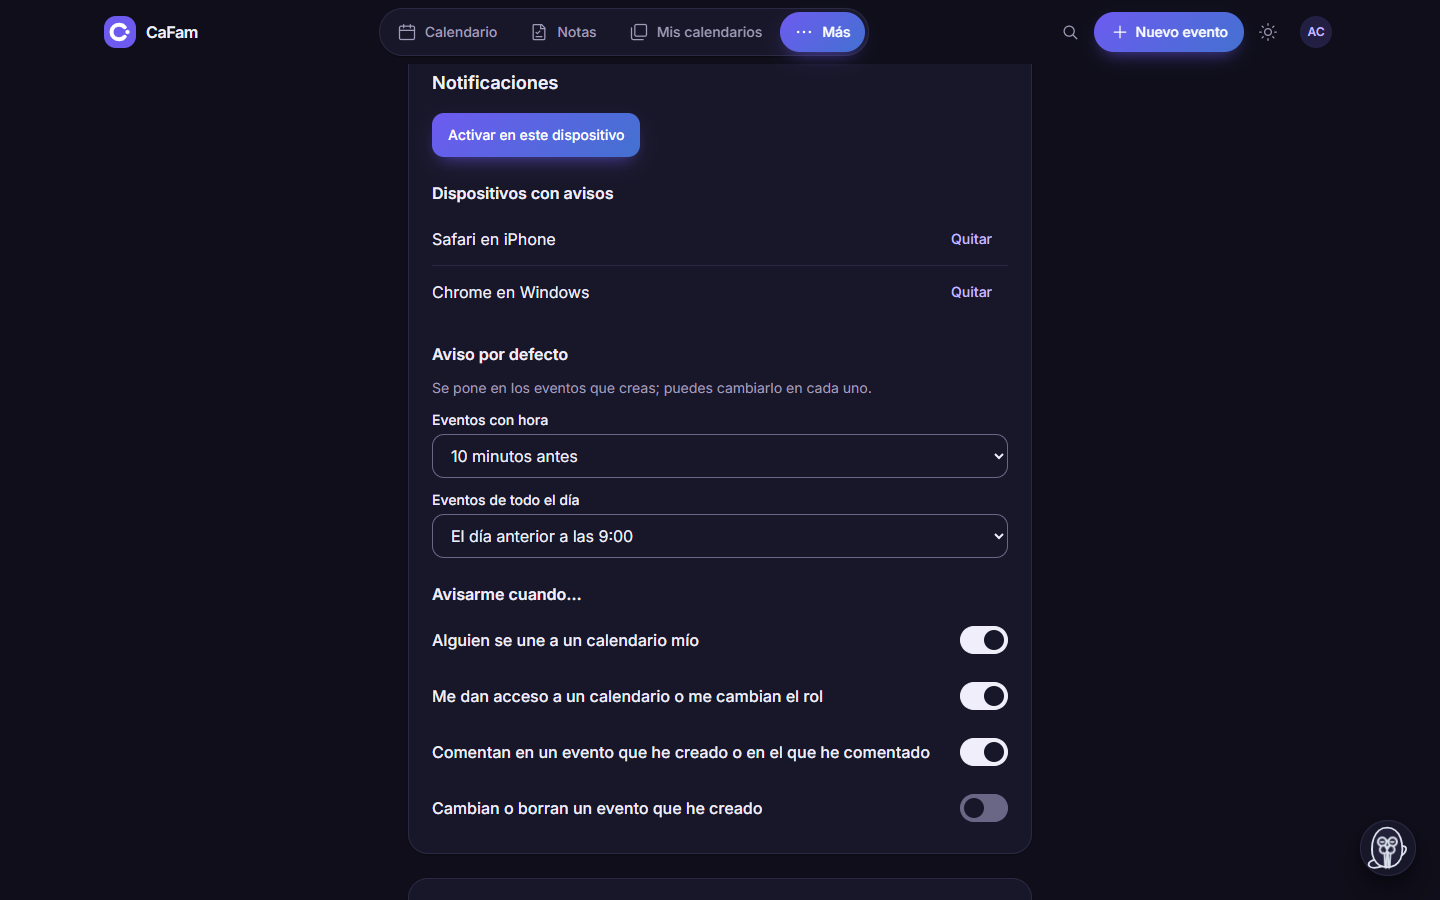 CaFam
Calendario
Notas
Mis calendarios
Más
Nuevo evento
AC
Notificaciones
Activar en este dispositivo
Dispositivos con avisos
Safari en iPhone
Quitar
Chrome en Windows
Quitar
Aviso por defecto
Se pone en los eventos que creas; puedes cambiarlo en cada uno.
Eventos con hora
10 minutos antes
Eventos de todo el día
El día anterior a las 9:00
Avisarme cuando...
Alguien se une a un calendario mío
Me dan acceso a un calendario o me cambian el rol
Comentan en un evento que he creado o en el que he comentado
Cambian o borran un evento que he creado